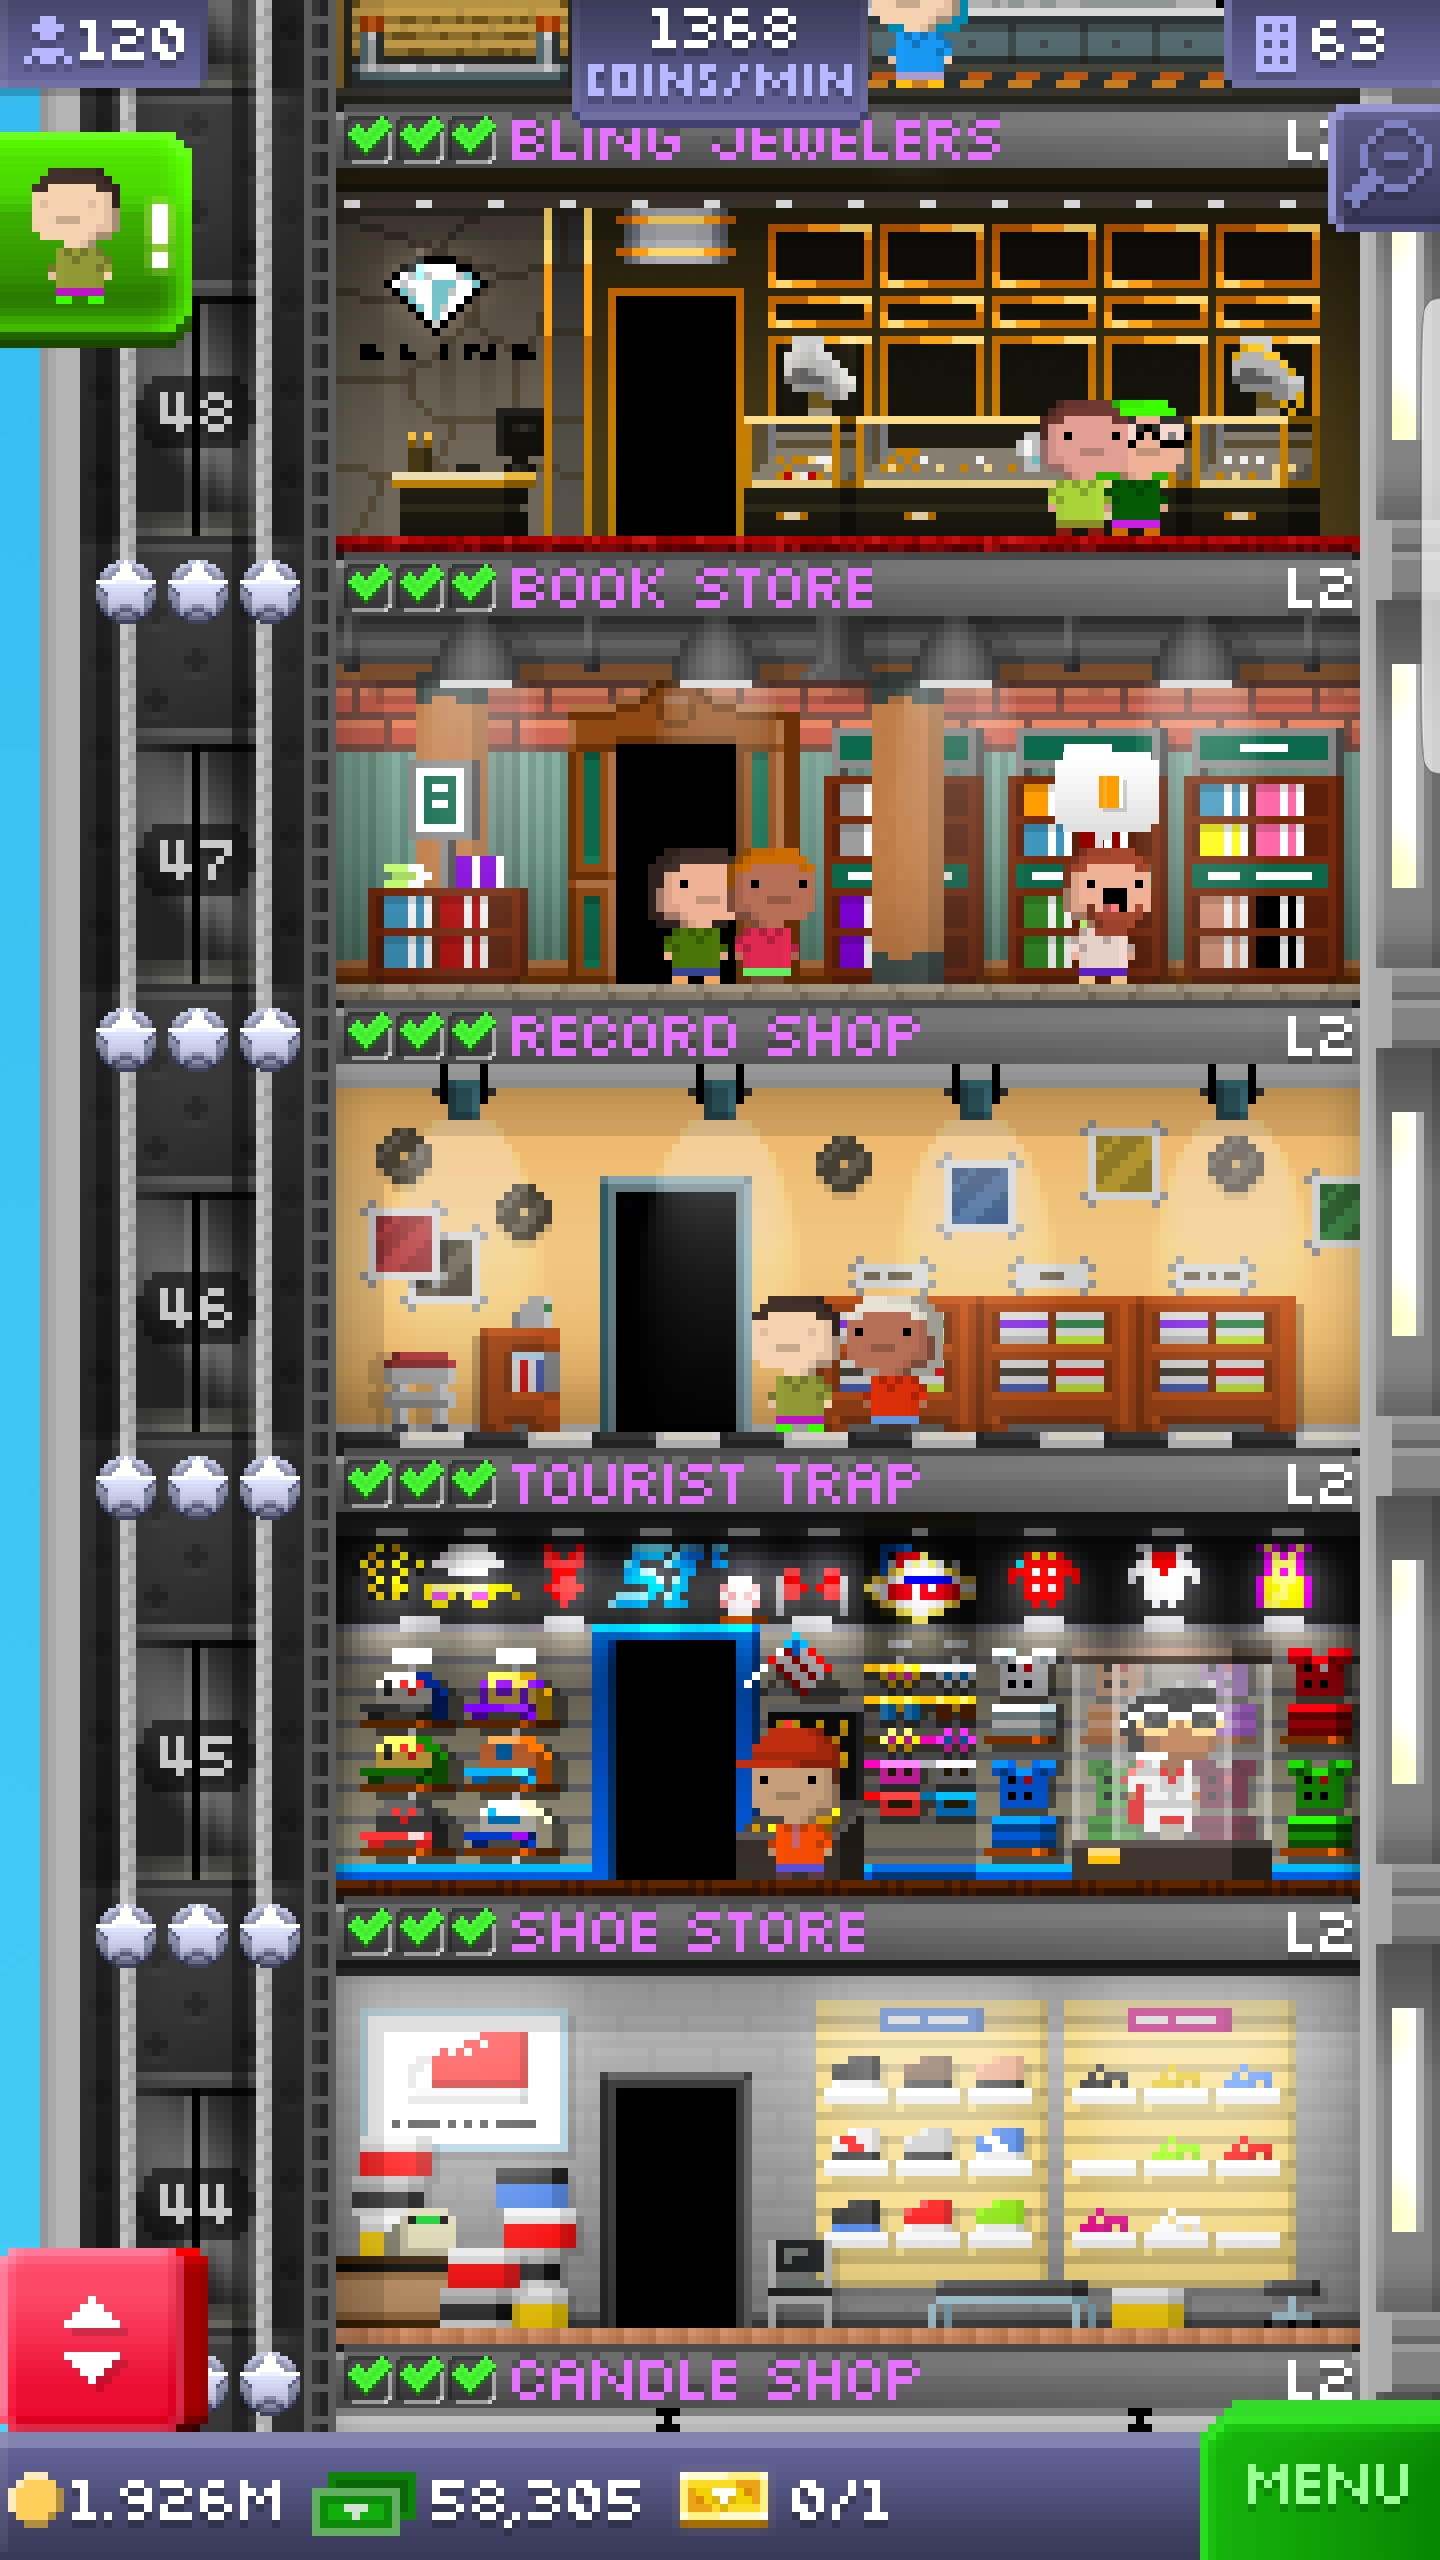 120
1368
COINS/MIN
63
BLING JEWELERS
L2
BLING
48
BOOK STORE
L2
47
RECORD SHOP
L2
46
TOURIST TRAP
L2
45
SHOE STORE
L2
44
CANDLE SHOP
L2
1.926M
58,305
0/1
MENU